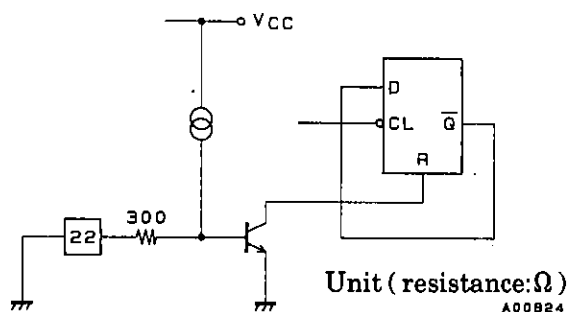 VCC
D
CL
Q̅
R
300
22
Unit (resistance:Ω)
A00824